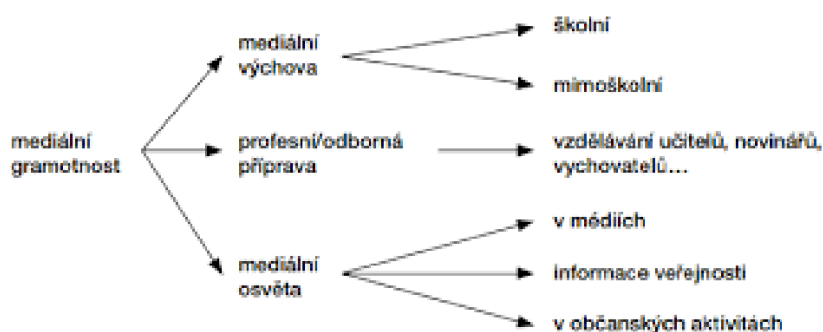 mediální
gramotnost
mediální
výchova
školní
mimoškolní
profesní/odborná
příprava
vzdělávání učitelů, novinářů,
vychovatelů...
mediální
osvěta
v médiích
informace veřejnosti
v občanských aktivitách